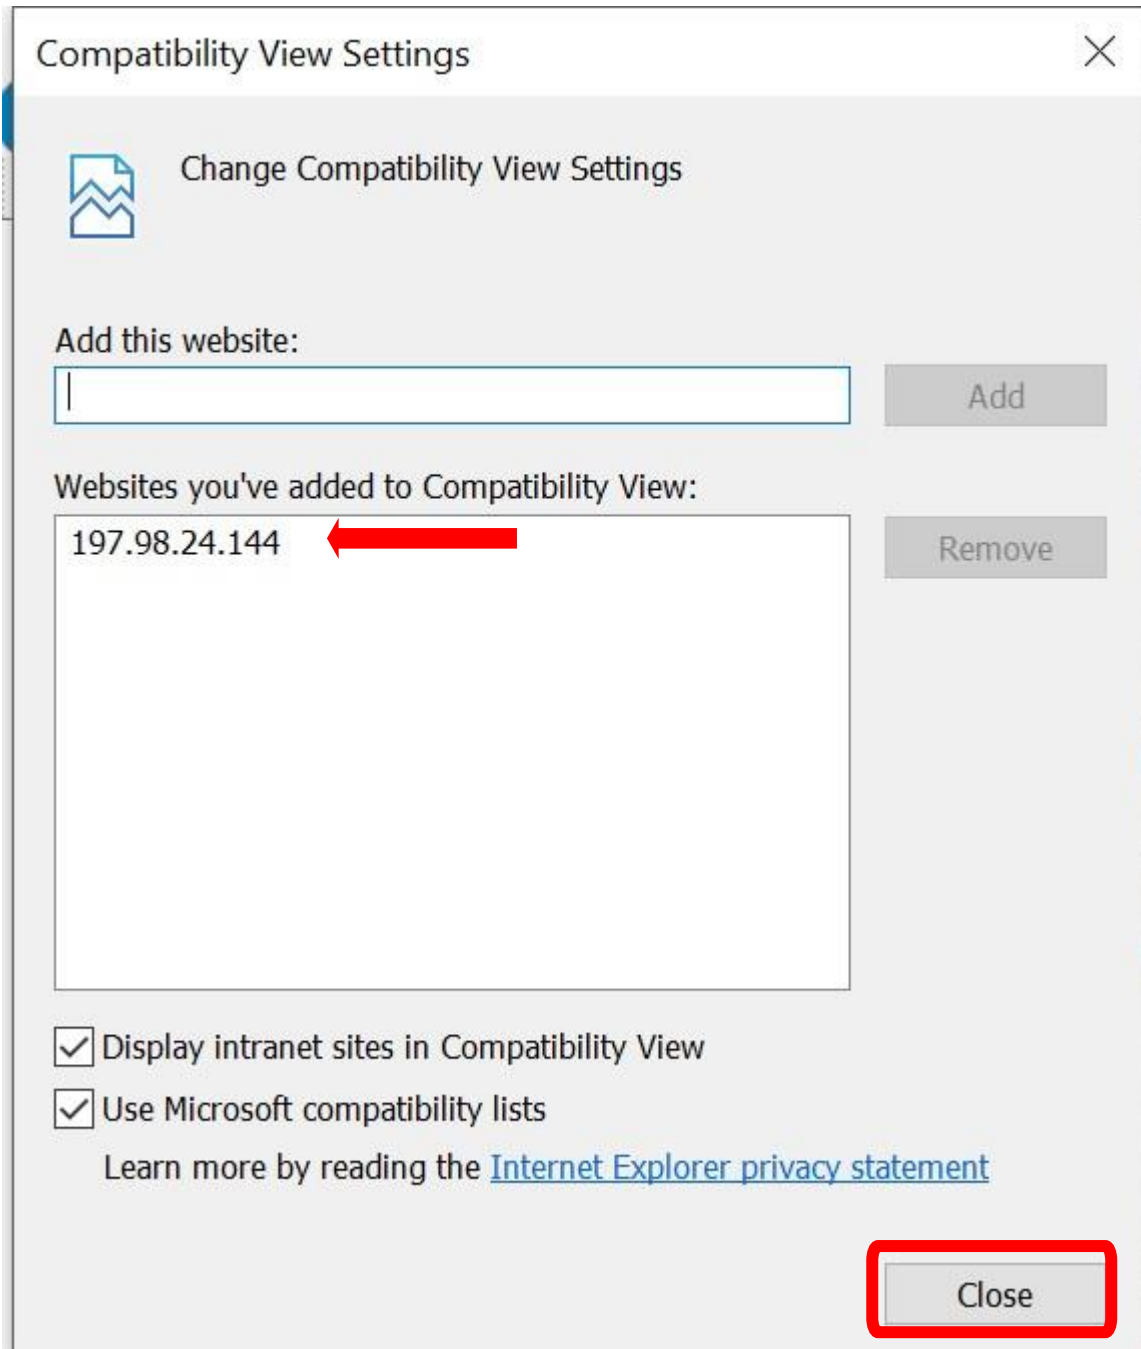 Compatibility View Settings
Change Compatibility View Settings
Add this website:
Add
Websites you've added to Compatibility View:
197.98.24.144
Remove
Display intranet sites in Compatibility View
Use Microsoft compatibility lists
Learn more by reading the Internet Explorer privacy statement
Close